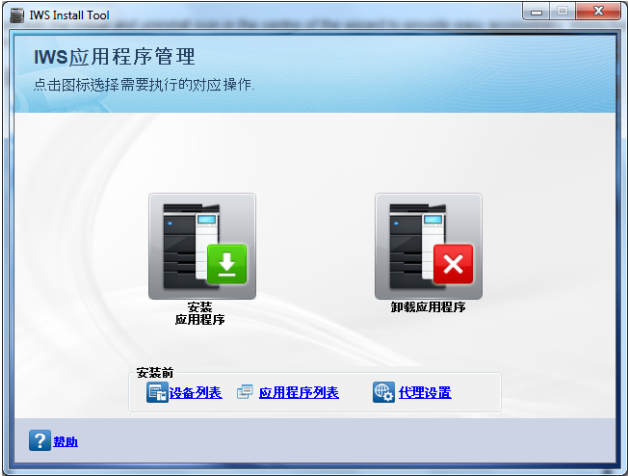 IWS Install Tool
IWS应用程序管理
点击图标选择需要执行的对应操作.
安装
应用程序
卸载应用程序
安装前
设备列表
应用程序列表
代理设置
帮助